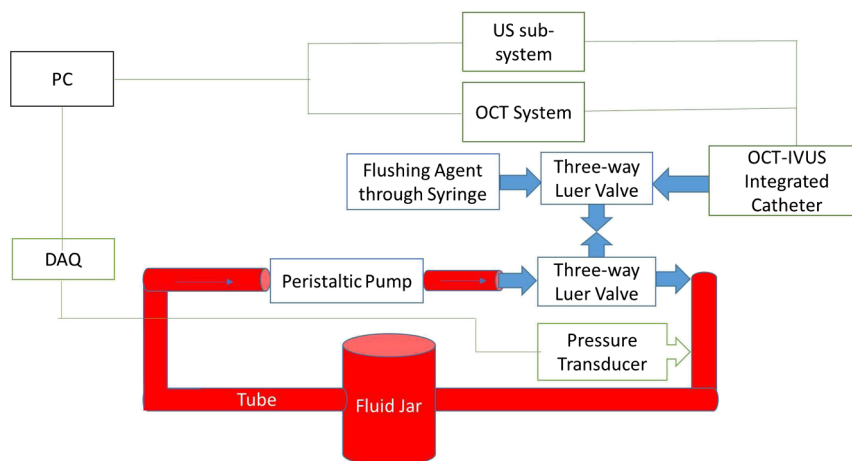 US sub-
system
PC
OCT System
Flushing Agent
through Syringe
Three-way
Luer Valve
OCT-IVUS
Integrated
Catheter
DAQ
Peristaltic Pump
Three-way
Luer Valve
Pressure
Transducer
Tube
Fluid Jar